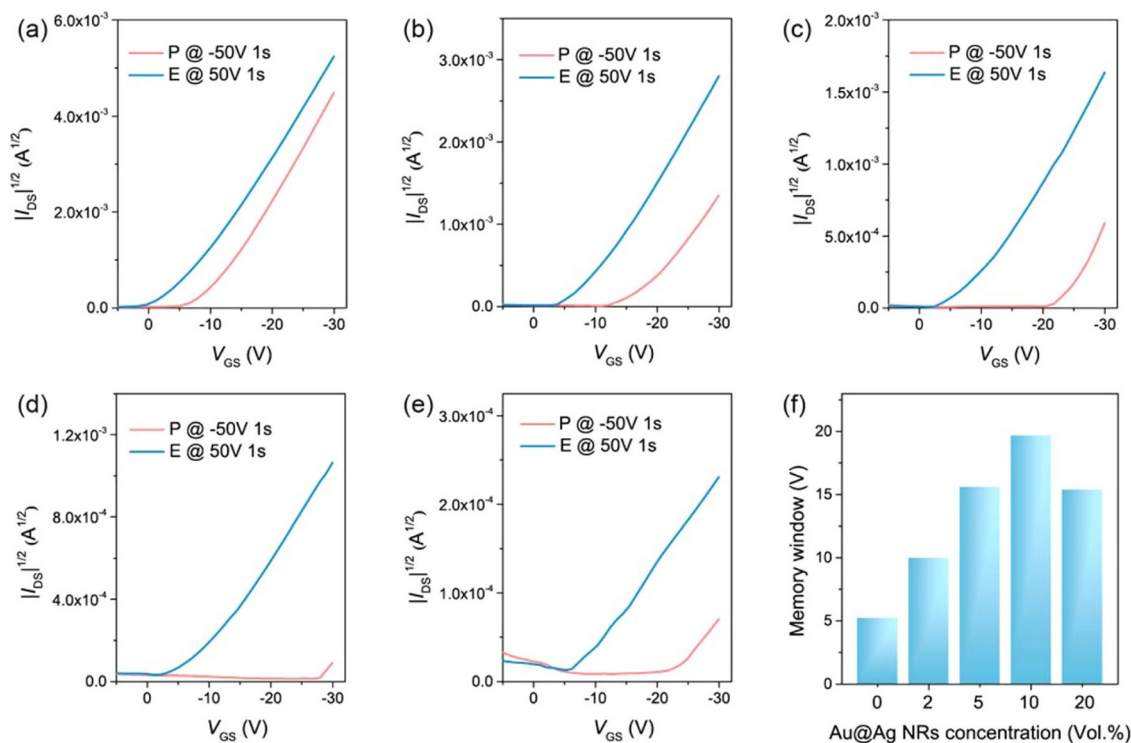 (a)
6.0x10⁻³
4.0x10⁻³
2.0x10⁻³
0.0
|I_DS|^1/2 (A^1/2)
P @ -50V 1s
E @ 50V 1s
0 -10 -20 -30
V_GS (V)
(b)
3.0x10⁻³
2.0x10⁻³
1.0x10⁻³
0.0
|I_DS|^1/2 (A^1/2)
P @ -50V 1s
E @ 50V 1s
0 -10 -20 -30
V_GS (V)
(c)
2.0x10⁻³
1.5x10⁻³
1.0x10⁻³
5.0x10⁻⁴
0.0
|I_DS|^1/2 (A^1/2)
P @ -50V 1s
E @ 50V 1s
0 -10 -20 -30
V_GS (V)
(d)
1.2x10⁻³
8.0x10⁻⁴
4.0x10⁻⁴
0.0
|I_DS|^1/2 (A^1/2)
P @ -50V 1s
E @ 50V 1s
0 -10 -20 -30
V_GS (V)
(e)
3.0x10⁻⁴
2.0x10⁻⁴
1.0x10⁻⁴
0.0
|I_DS|^1/2 (A^1/2)
P @ -50V 1s
E @ 50V 1s
0 -10 -20 -30
V_GS (V)
(f)
20
15
10
5
0
Memory window (V)
0 2 5 10 20
Au@Ag NRs concentration (Vol.%)